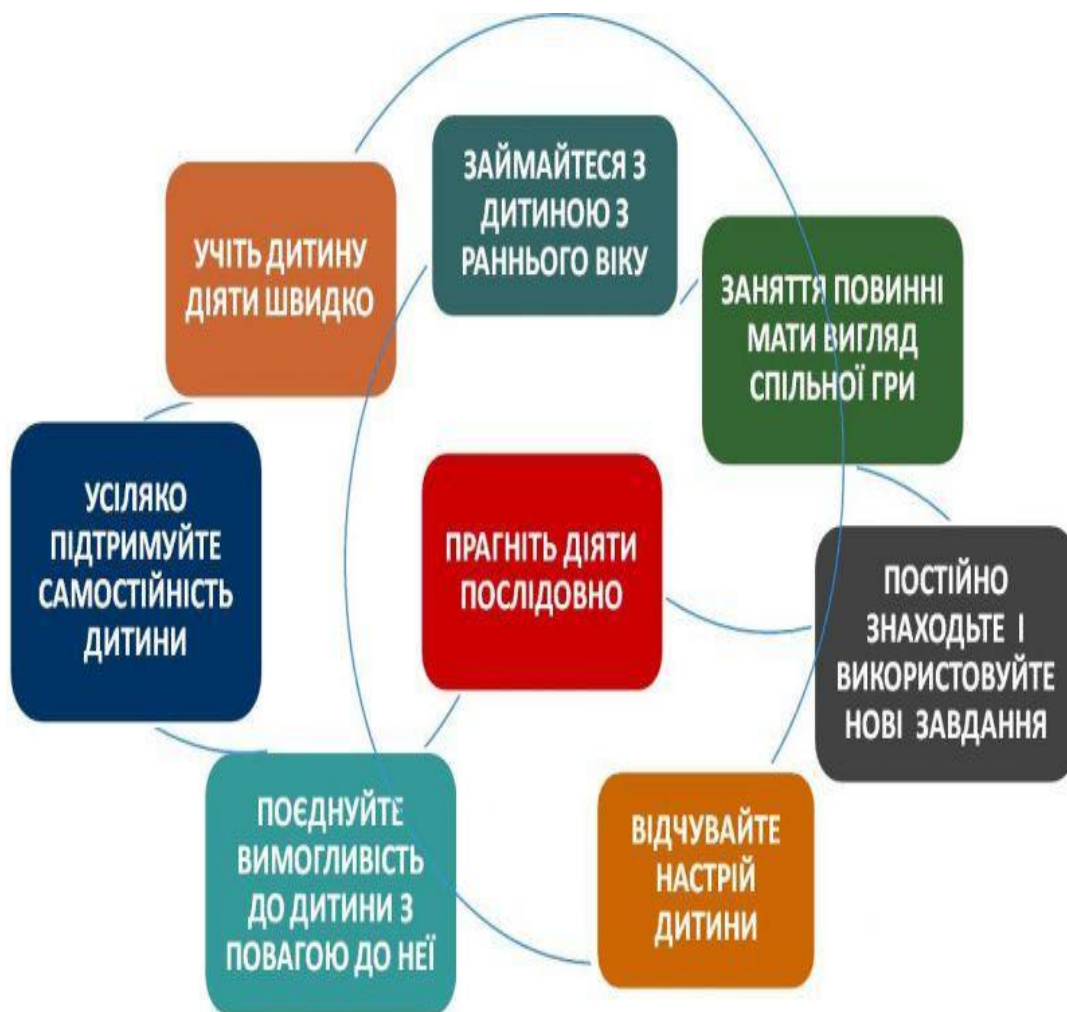 ЗАЙМАЙТЕСЯ З
ДИТИНОЮ З
РАННЬОГО ВІКУ
УЧІТЬ ДИТИНУ
ДІЯТИ ШВИДКО
ЗАНЯТТЯ ПОВИННІ
МАТИ ВИГЛЯД
СПІЛЬНОЇ ГРИ
УСІЛЯКО
ПІДТРИМУЙТЕ
САМОСТІЙНІСТЬ
ДИТИНИ
ПРАГНІТЬ ДІЯТИ
ПОСЛІДОВНО
ПОСТІЙНО
ЗНАХОДЬТЕ І
ВИКОРИСТОВУЙТЕ
НОВІ ЗАВДАННЯ
ПОЄДНУЙТЕ
ВИМОГЛИВІСТЬ
ДО ДИТИНИ З
ПОВАГОЮ ДО НЕЇ
ВІДЧУВАЙТЕ
НАСТРІЙ
ДИТИНИ